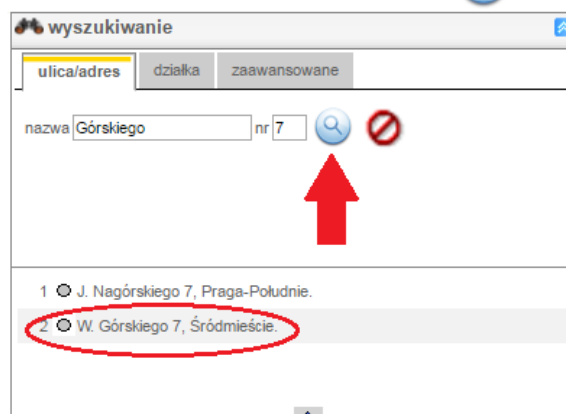 wyszukiwanie
ulica/adres działka zaawansowane
nazwa Górskiego nr 7
1 J. Nagórskiego 7, Praga-Południe.
2 W. Górskiego 7, Śródmieście.